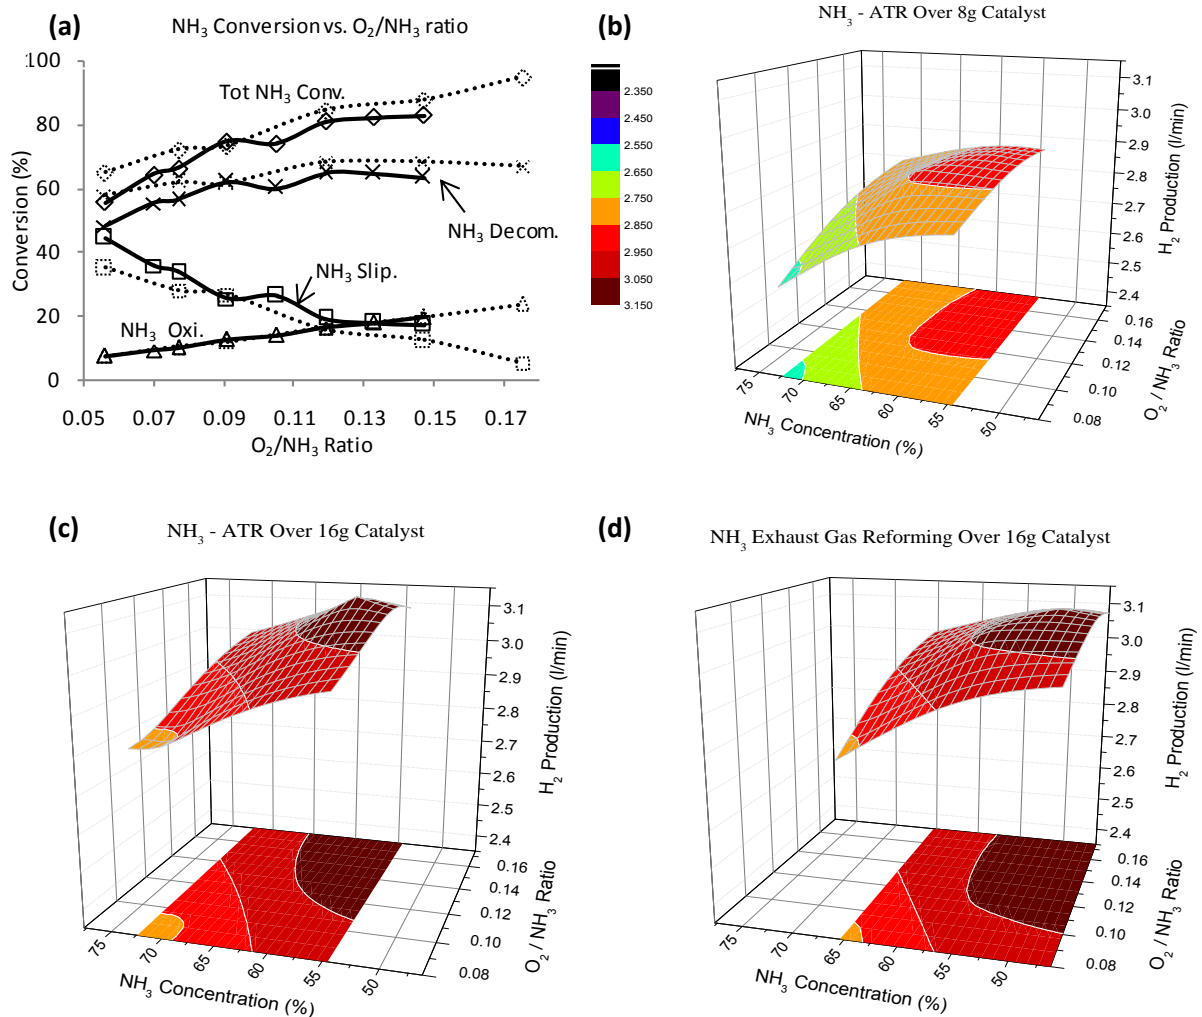 (a)
NH3 Conversion vs. O2/NH3 ratio
Conversion (%)
100
80
60
40
20
0
Tot NH3 Conv.
NH3 Decom.
NH3 Slip.
NH3 Oxi.
0.05 0.07 0.09 0.11 0.13 0.15 0.17
O2/NH3 Ratio
2.350
2.450
2.550
2.650
2.750
2.850
2.950
3.050
3.150
(b)
NH3 - ATR Over 8g Catalyst
3.1
3.0
2.9
2.8
2.7
2.6
2.5
2.4
H2 Production (l/min)
0.16
0.14
0.12
0.10
0.08
O2 / NH3 Ratio
75 70 65 60 55 50
NH3 Concentration (%)
(c)
NH3 - ATR Over 16g Catalyst
3.1
3.0
2.9
2.8
2.7
2.6
2.5
2.4
H2 Production (l/min)
0.16
0.14
0.12
0.10
0.08
O2 / NH3 Ratio
75 70 65 60 55 50
NH3 Concentration (%)
(d)
NH3 Exhaust Gas Reforming Over 16g Catalyst
3.1
3.0
2.9
2.8
2.7
2.6
2.5
2.4
H2 Production (l/min)
0.16
0.14
0.12
0.10
0.08
O2 / NH3 Ratio
75 70 65 60 55 50
NH3 Concentration (%)